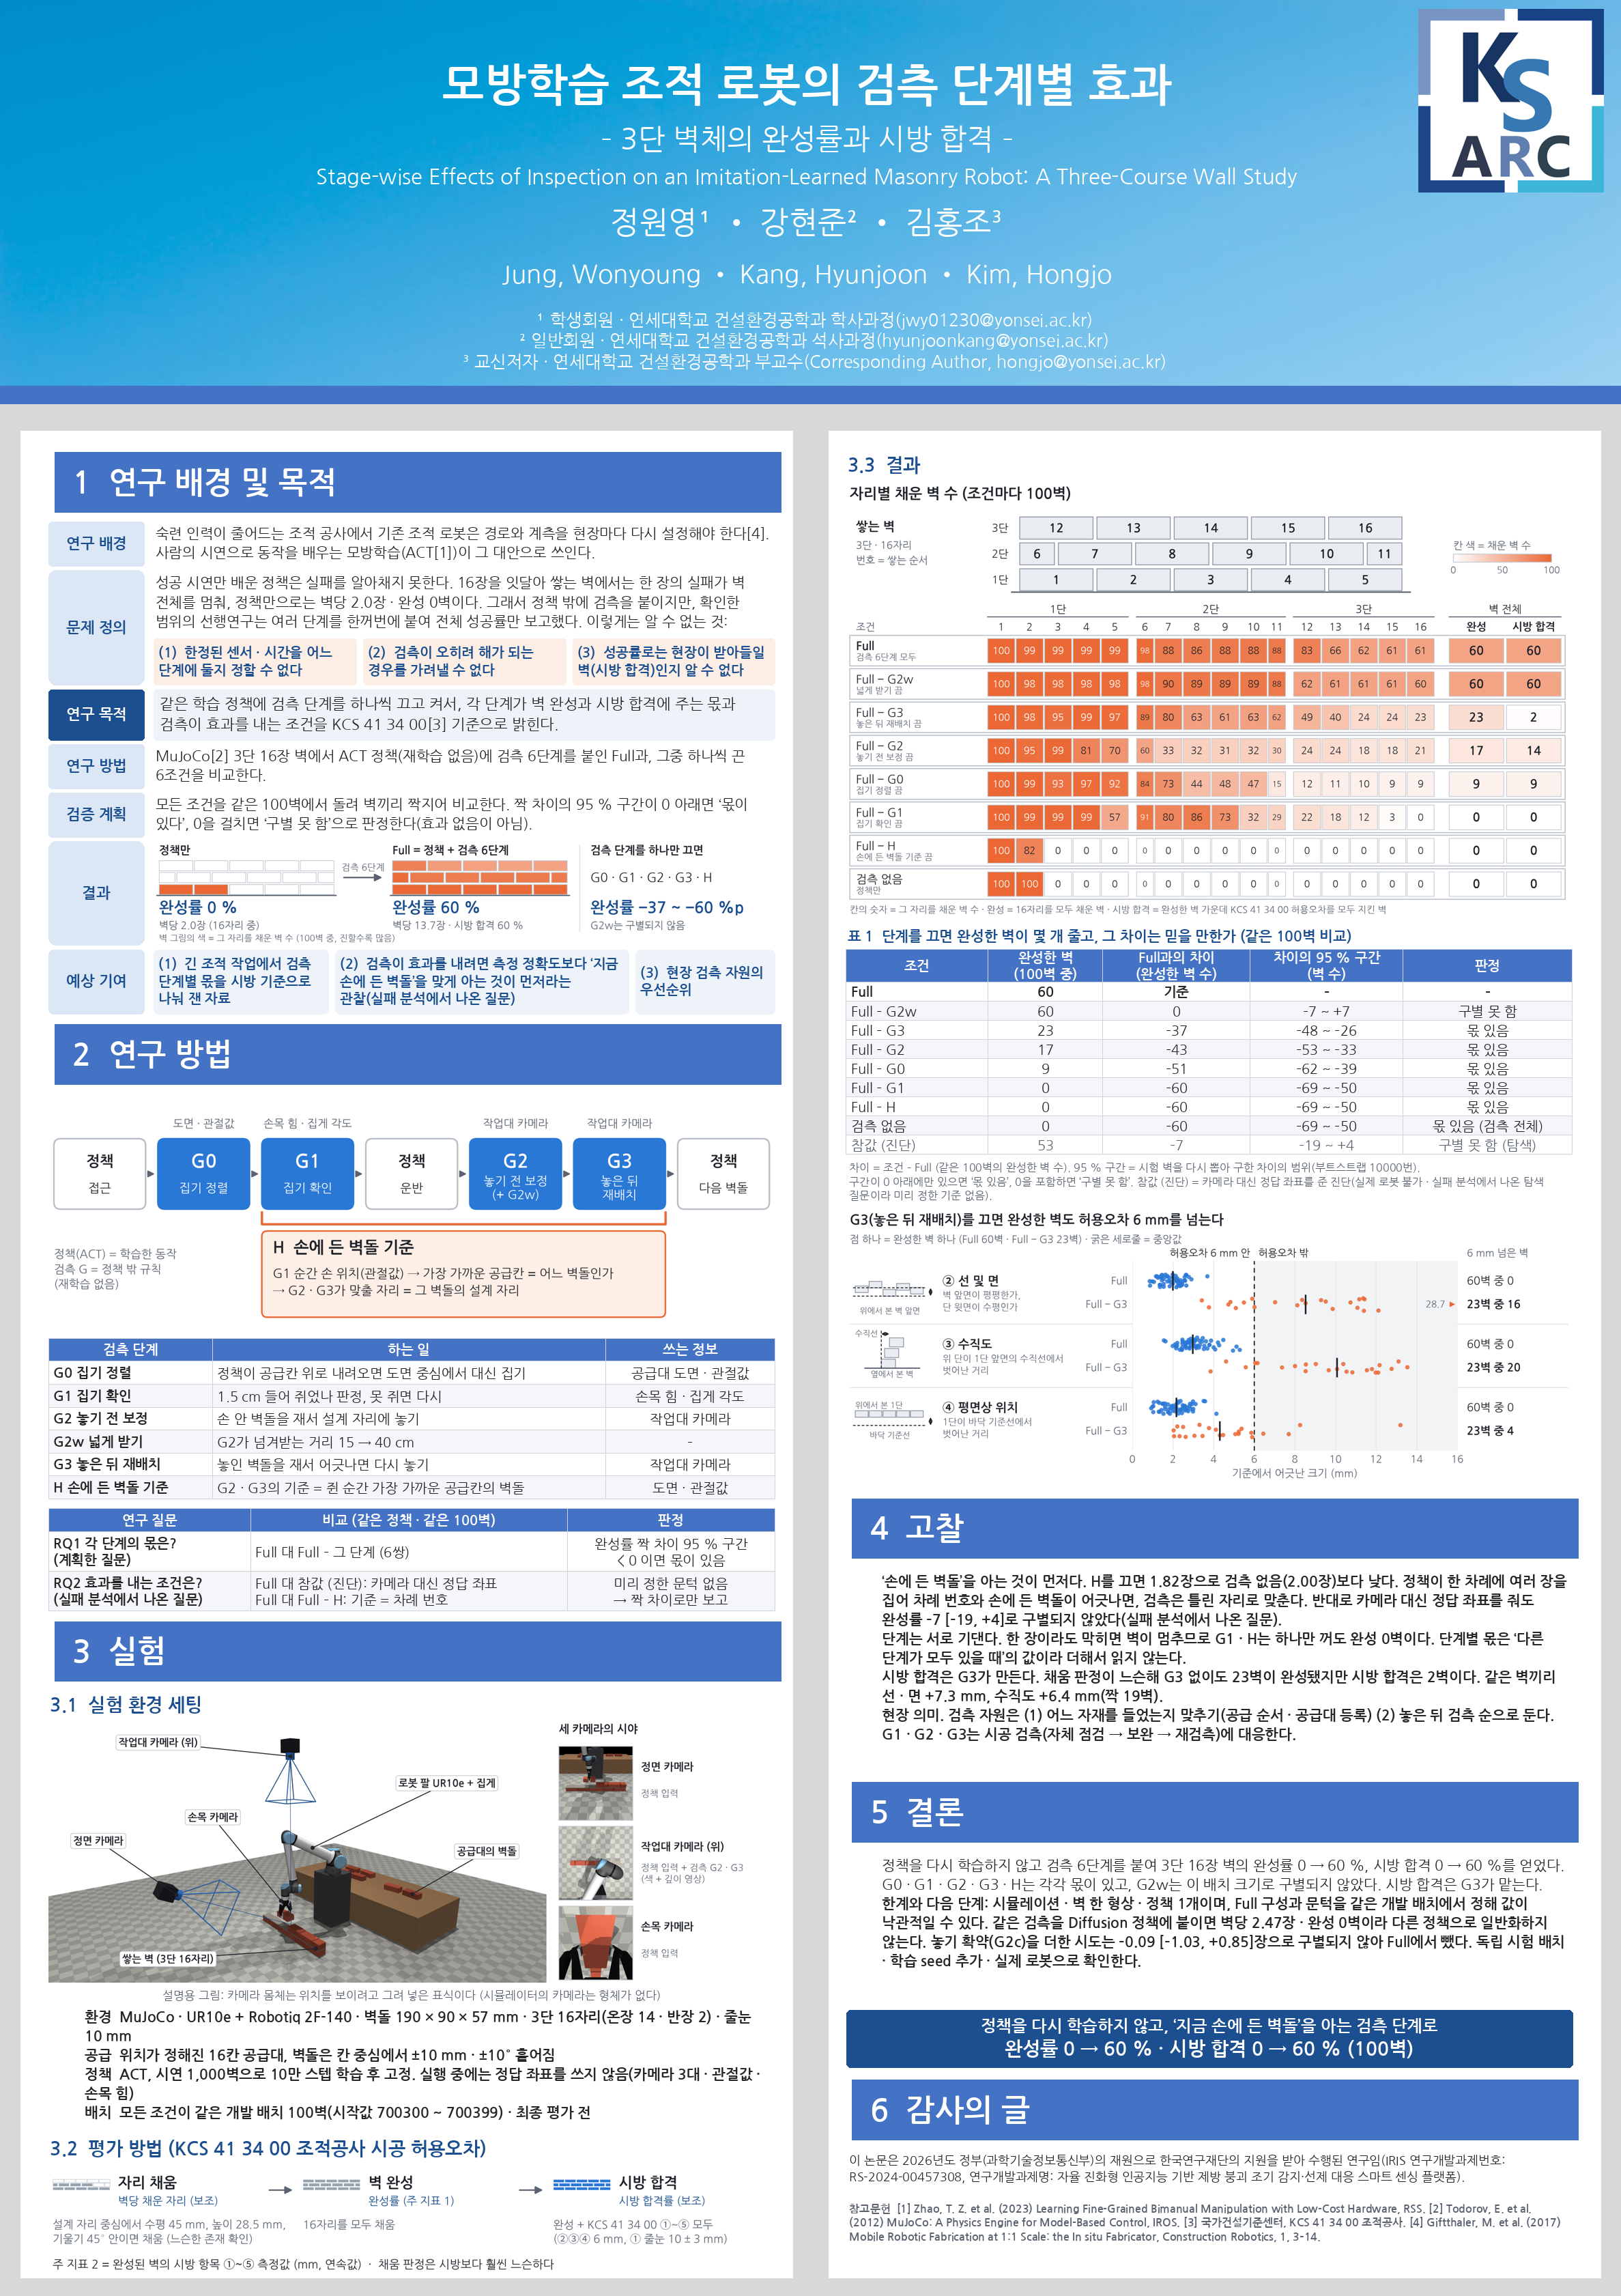 모방학습 조적 로봇의 검측 단계별 효과
– 3단 벽체의 완성률과 시방 합격 –
Stage-wise Effects of Inspection on an Imitation-Learned Masonry Robot: A Three-Course Wall Study
정원영¹ • 강현준² • 김홍조³
Jung, Wonyoung • Kang, Hyunjoon • Kim, Hongjo
¹ 학생회원 · 연세대학교 건설환경공학과 학사과정(jwy01230@yonsei.ac.kr)
² 일반회원 · 연세대학교 건설환경공학과 석사과정(hyunjoonkang@yonsei.ac.kr)
³ 교신저자 · 연세대학교 건설환경공학과 부교수(Corresponding Author, hongjo@yonsei.ac.kr)
KS
ARC
1 연구 배경 및 목적
연구 배경
숙련 인력이 줄어드는 조적 공사에서 기존 조적 로봇은 경로와 계측을 현장마다 다시 설정해야 한다[4].
사람의 시연으로 동작을 배우는 모방학습(ACT[1])이 그 대안으로 쓰인다.
문제 정의
성공 시연만 배운 정책은 실패를 알아채지 못한다. 16장을 잇달아 쌓는 벽에서는 한 장의 실패가 벽
전체를 멈춰, 정책만으로는 벽당 2.0장 · 완성 0벽이다. 그래서 정책 밖에 검측을 붙이지만, 확인한
범위의 선행연구는 여러 단계를 한꺼번에 붙여 전체 성공률만 보고했다. 이렇게는 알 수 없는 것:
(1) 한정된 센서 · 시간을 어느
단계에 둘지 정할 수 없다
(2) 검측이 오히려 해가 되는
경우를 가려낼 수 없다
(3) 성공률로는 현장이 받아들일
벽(시방 합격)인지 알 수 없다
연구 목적
같은 학습 정책에 검측 단계를 하나씩 끄고 켜서, 각 단계가 벽 완성과 시방 합격에 주는 몫과
검측이 효과를 내는 조건을 KCS 41 34 00[3] 기준으로 밝힌다.
연구 방법
MuJoCo[2] 3단 16장 벽에서 ACT 정책(재학습 없음)에 검측 6단계를 붙인 Full과, 그중 하나씩 끈
6조건을 비교한다.
검증 계획
모든 조건을 같은 100벽에서 돌려 벽끼리 짝지어 비교한다. 짝 차이의 95 % 구간이 0 아래면 ‘몫이
있다’, 0을 걸치면 ‘구별 못 함’으로 판정한다(효과 없음이 아님).
결과
정책만
완성률 0 %
벽당 2.0장 (16자리 중)
벽 그림의 색 = 그 자리를 채운 벽 수 (100벽 중, 진할수록 많음)
검측 6단계
Full = 정책 + 검측 6단계
완성률 60 %
벽당 13.7장 · 시방 합격 60 %
검측 단계를 하나만 끄면
G0 · G1 · G2 · G3 · H
완성률 −37 ~ −60 %p
G2w는 구별되지 않음
예상 기여
(1) 긴 조적 작업에서 검측
단계별 몫을 시방 기준으로
나눠 잰 자료
(2) 검측이 효과를 내려면 측정 정확도보다 ‘지금
손에 든 벽돌’을 맞게 아는 것이 먼저라는
관찰(실패 분석에서 나온 질문)
(3) 현장 검측 자원의
우선순위
2 연구 방법
도면 · 관절값
손목 힘 · 집게 각도
작업대 카메라
작업대 카메라
정책
접근
G0
집기 정렬
G1
집기 확인
정책
운반
G2
놓기 전 보정
(+ G2w)
G3
놓은 뒤
재배치
정책
다음 벽돌
정책(ACT) = 학습한 동작
검측 G = 정책 밖 규칙
(재학습 없음)
H 손에 든 벽돌 기준
G1 순간 손 위치(관절값) → 가장 가까운 공급칸 = 어느 벽돌인가
→ G2 · G3가 맞출 자리 = 그 벽돌의 설계 자리
검측 단계 하는 일 쓰는 정보
G0 집기 정렬 정책이 공급칸 위로 내려오면 도면 중심에서 대신 집기 공급대 도면 · 관절값
G1 집기 확인 1.5 cm 들어 쥐었나 판정, 못 쥐면 다시 손목 힘 · 집게 각도
G2 놓기 전 보정 손 안 벽돌을 재서 설계 자리에 놓기 작업대 카메라
G2w 넓게 받기 G2가 넘겨받는 거리 15 → 40 cm –
G3 놓은 뒤 재배치 놓인 벽돌을 재서 어긋나면 다시 놓기 작업대 카메라
H 손에 든 벽돌 기준 G2 · G3의 기준 = 쥔 순간 가장 가까운 공급칸의 벽돌 도면 · 관절값
연구 질문 비교 (같은 정책 · 같은 100벽) 판정
RQ1 각 단계의 몫은?
(계획한 질문)
Full 대 Full – 그 단계 (6쌍)
완성률 짝 차이 95 % 구간
< 0 이면 몫이 있음
RQ2 효과를 내는 조건은?
(실패 분석에서 나온 질문)
Full 대 참값 (진단): 카메라 대신 정답 좌표
Full 대 Full – H: 기준 = 차례 번호
미리 정한 문턱 없음
→ 짝 차이로만 보고
3 실험
3.1 실험 환경 세팅
작업대 카메라 (위)
로봇 팔 UR10e + 집게
손목 카메라
정면 카메라
공급대의 벽돌
쌓는 벽 (3단 16자리)
세 카메라의 시야
정면 카메라
정책 입력
작업대 카메라 (위)
정책 입력 + 검측 G2 · G3
(색 + 깊이 영상)
손목 카메라
정책 입력
설명용 그림: 카메라 몸체는 위치를 보이려고 그려 넣은 표식이다 (시뮬레이터의 카메라는 형체가 없다)
환경 MuJoCo · UR10e + Robotiq 2F-140 · 벽돌 190 × 90 × 57 mm · 3단 16자리(온장 14 · 반장 2) · 줄눈
10 mm
공급 위치가 정해진 16칸 공급대, 벽돌은 칸 중심에서 ±10 mm · ±10° 흩어짐
정책 ACT, 시연 1,000벽으로 10만 스텝 학습 후 고정. 실행 중에는 정답 좌표를 쓰지 않음(카메라 3대 · 관절값 ·
손목 힘)
배치 모든 조건이 같은 개발 배치 100벽(시작값 700300 ~ 700399) · 최종 평가 전
3.2 평가 방법 (KCS 41 34 00 조적공사 시공 허용오차)
자리 채움
벽당 채운 자리 (보조)
설계 자리 중심에서 수평 45 mm, 높이 28.5 mm,
기울기 45° 안이면 채움 (느슨한 존재 확인)
벽 완성
완성률 (주 지표 1)
16자리를 모두 채움
시방 합격
시방 합격률 (보조)
완성 + KCS 41 34 00 ①~⑤ 모두
(②③④ 6 mm, ① 줄눈 10 ± 3 mm)
주 지표 2 = 완성된 벽의 시방 항목 ①~⑤ 측정값 (mm, 연속값) · 채움 판정은 시방보다 훨씬 느슨하다
3.3 결과
자리별 채운 벽 수 (조건마다 100벽)
쌓는 벽
3단 · 16자리
번호 = 쌓는 순서
3단 12 13 14 15 16
2단 6 7 8 9 10 11
1단 1 2 3 4 5
칸 색 = 채운 벽 수
0 50 100
1단 2단 3단 벽 전체
조건 1 2 3 4 5 6 7 8 9 10 11 12 13 14 15 16 완성 시방 합격
Full
검측 6단계 모두
100 99 99 99 99 98 88 86 88 88 88 83 66 62 61 61 60 60
Full − G2w
넓게 받기 끔
100 98 98 98 98 98 90 89 89 89 88 62 61 61 61 60 60 60
Full − G3
놓은 뒤 재배치 끔
100 98 95 99 97 89 80 63 61 63 62 49 40 24 24 23 23 2
Full − G2
놓기 전 보정 끔
100 95 99 81 70 60 33 32 31 32 30 24 24 18 18 21 17 14
Full − G0
집기 정렬 끔
100 99 93 97 92 84 73 44 48 47 15 12 11 10 9 9 9 9
Full − G1
집기 확인 끔
100 99 99 99 57 91 80 86 73 32 29 22 18 12 3 0 0 0
Full − H
손에 든 벽돌 기준 끔
100 82 0 0 0 0 0 0 0 0 0 0 0 0 0 0 0 0
검측 없음
정책만
100 100 0 0 0 0 0 0 0 0 0 0 0 0 0 0 0 0
칸의 숫자 = 그 자리를 채운 벽 수 · 완성 = 16자리를 모두 채운 벽 · 시방 합격 = 완성한 벽 가운데 KCS 41 34 00 허용오차를 모두 지킨 벽
표 1 단계를 끄면 완성한 벽이 몇 개 줄고, 그 차이는 믿을 만한가 (같은 100벽 비교)
조건 완성한 벽 (100벽 중) Full과의 차이 (완성한 벽 수) 차이의 95 % 구간 (벽 수) 판정
Full 60 기준 – –
Full – G2w 60 0 –7 ~ +7 구별 못 함
Full – G3 23 –37 –48 ~ –26 몫 있음
Full – G2 17 –43 –53 ~ –33 몫 있음
Full – G0 9 –51 –62 ~ –39 몫 있음
Full – G1 0 –60 –69 ~ –50 몫 있음
Full – H 0 –60 –69 ~ –50 몫 있음
검측 없음 0 –60 –69 ~ –50 몫 있음 (검측 전체)
참값 (진단) 53 –7 –19 ~ +4 구별 못 함 (탐색)
차이 = 조건 – Full (같은 100벽의 완성한 벽 수). 95 % 구간 = 시험 벽을 다시 뽑아 구한 차이의 범위(부트스트랩 10000번).
구간이 0 아래에만 있으면 ‘몫 있음’, 0을 포함하면 ‘구별 못 함’. 참값 (진단) = 카메라 대신 정답 좌표를 준 진단(실제 로봇 불가 · 실패 분석에서 나온 탐색
질문이라 미리 정한 기준 없음).
G3(놓은 뒤 재배치)를 끄면 완성한 벽도 허용오차 6 mm를 넘는다
점 하나 = 완성한 벽 하나 (Full 60벽 · Full − G3 23벽) · 굵은 세로줄 = 중앙값
허용오차 6 mm 안 허용오차 밖 6 mm 넘은 벽
위에서 본 벽 앞면
② 선 및 면
벽 앞면이 평평한가,
단 윗면이 수평인가
Full 60벽 중 0
Full − G3 28.7 ▸ 23벽 중 16
수직선
옆에서 본 벽
③ 수직도
위 단이 1단 앞면의 수직선에서
벗어난 거리
Full 60벽 중 0
Full − G3 23벽 중 20
위에서 본 1단
바닥 기준선
④ 평면상 위치
1단이 바닥 기준선에서
벗어난 거리
Full 60벽 중 0
Full − G3 23벽 중 4
0 2 4 6 8 10 12 14 16
기준에서 어긋난 크기 (mm)
4 고찰
‘손에 든 벽돌’을 아는 것이 먼저다. H를 끄면 1.82장으로 검측 없음(2.00장)보다 낮다. 정책이 한 차례에 여러 장을
집어 차례 번호와 손에 든 벽돌이 어긋나면, 검측은 틀린 자리로 맞춘다. 반대로 카메라 대신 정답 좌표를 줘도
완성률 –7 [–19, +4]로 구별되지 않았다(실패 분석에서 나온 질문).
단계는 서로 기댄다. 한 장이라도 막히면 벽이 멈추므로 G1 · H는 하나만 꺼도 완성 0벽이다. 단계별 몫은 ‘다른
단계가 모두 있을 때’의 값이라 더해서 읽지 않는다.
시방 합격은 G3가 만든다. 채움 판정이 느슨해 G3 없이도 23벽이 완성됐지만 시방 합격은 2벽이다. 같은 벽끼리
선 · 면 +7.3 mm, 수직도 +6.4 mm(짝 19벽).
현장 의미. 검측 자원은 (1) 어느 자재를 들었는지 맞추기(공급 순서 · 공급대 등록) (2) 놓은 뒤 검측 순으로 둔다.
G1 · G2 · G3는 시공 검측(자체 점검 → 보완 → 재검측)에 대응한다.
5 결론
정책을 다시 학습하지 않고 검측 6단계를 붙여 3단 16장 벽의 완성률 0 → 60 %, 시방 합격 0 → 60 %를 얻었다.
G0 · G1 · G2 · G3 · H는 각각 몫이 있고, G2w는 이 배치 크기로 구별되지 않았다. 시방 합격은 G3가 맡는다.
한계와 다음 단계: 시뮬레이션 · 벽 한 형상 · 정책 1개이며, Full 구성과 문턱을 같은 개발 배치에서 정해 값이
낙관적일 수 있다. 같은 검측을 Diffusion 정책에 붙이면 벽당 2.47장 · 완성 0벽이라 다른 정책으로 일반화하지
않는다. 놓기 확약(G2c)을 더한 시도는 –0.09 [–1.03, +0.85]장으로 구별되지 않아 Full에서 뺐다. 독립 시험 배치
· 학습 seed 추가 · 실제 로봇으로 확인한다.
정책을 다시 학습하지 않고, ‘지금 손에 든 벽돌’을 아는 검측 단계로
완성률 0 → 60 % · 시방 합격 0 → 60 % (100벽)
6 감사의 글
이 논문은 2026년도 정부(과학기술정보통신부)의 재원으로 한국연구재단의 지원을 받아 수행된 연구임(IRIS 연구개발과제번호:
RS-2024-00457308, 연구개발과제명: 자율 진화형 인공지능 기반 제방 붕괴 조기 감지·선제 대응 스마트 센싱 플랫폼).
참고문헌 [1] Zhao, T. Z. et al. (2023) Learning Fine-Grained Bimanual Manipulation with Low-Cost Hardware, RSS. [2] Todorov, E. et al.
(2012) MuJoCo: A Physics Engine for Model-Based Control, IROS. [3] 국가건설기준센터, KCS 41 34 00 조적공사. [4] Giftthaler, M. et al. (2017)
Mobile Robotic Fabrication at 1:1 Scale: the In situ Fabricator, Construction Robotics, 1, 3–14.